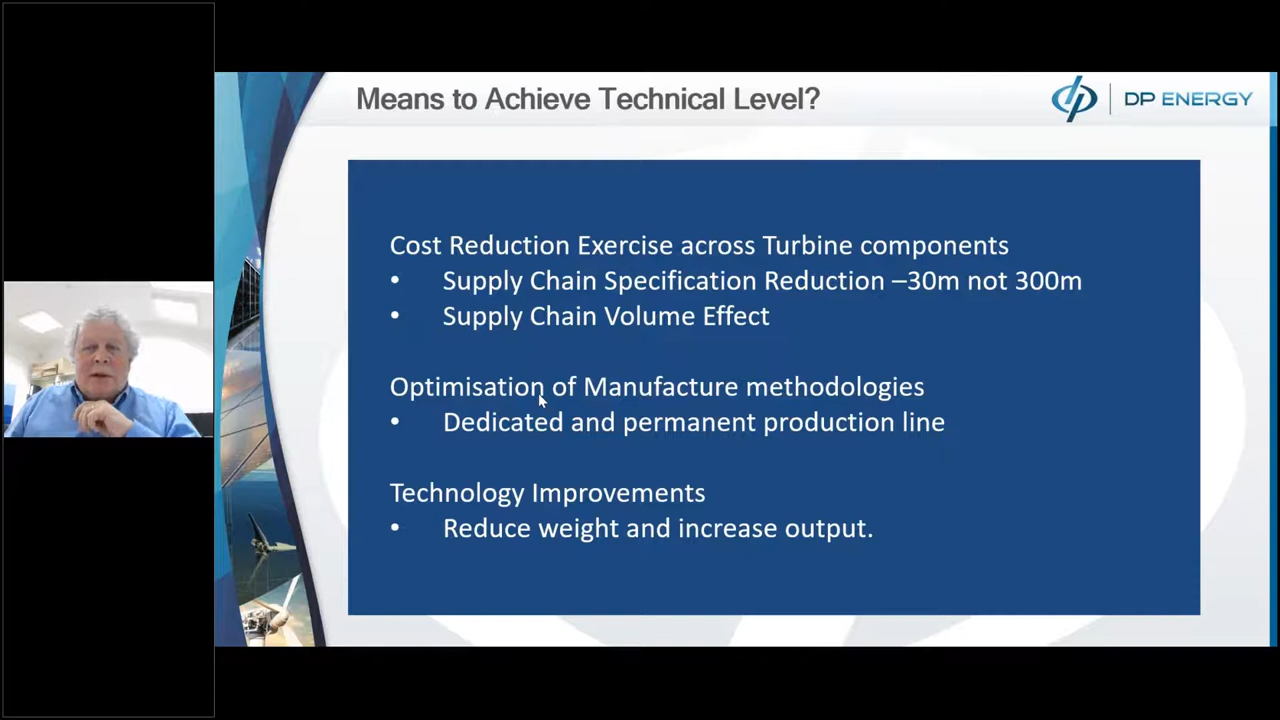 Means to Achieve Technical Level?
DP ENERGY
Cost Reduction Exercise across Turbine components
• Supply Chain Specification Reduction –30m not 300m
• Supply Chain Volume Effect
Optimisation of Manufacture methodologies
• Dedicated and permanent production line
Technology Improvements
• Reduce weight and increase output.